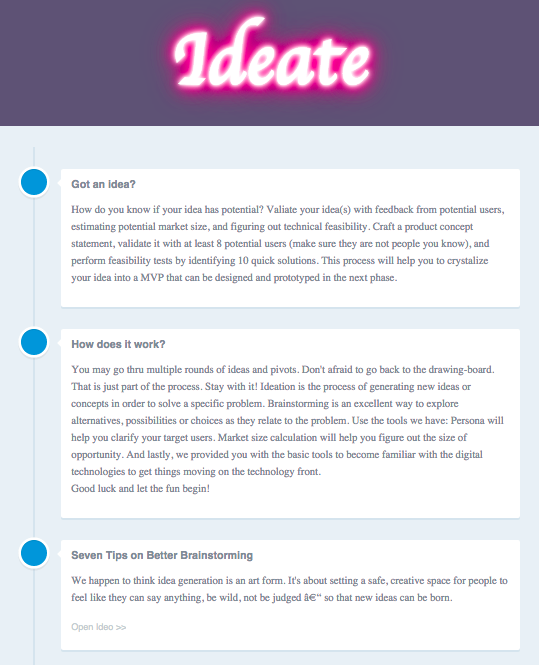 Ideate
Got an idea?
How do you know if your idea has potential? Valiate your idea(s) with feedback from potential users,
estimating potential market size, and figuring out technical feasibility. Craft a product concept
statement, validate it with at least 8 potential users (make sure they are not people you know), and
perform feasibility tests by identifying 10 quick solutions. This process will help you to crystalize
your idea into a MVP that can be designed and prototyped in the next phase.
How does it work?
You may go thru multiple rounds of ideas and pivots. Don't afraid to go back to the drawing-board.
That is just part of the process. Stay with it! Ideation is the process of generating new ideas or
concepts in order to solve a specific problem. Brainstorming is an excellent way to explore
alternatives, possibilities or choices as they relate to the problem. Use the tools we have: Persona will
help you clarify your target users. Market size calculation will help you figure out the size of
opportunity. And lastly, we provided you with the basic tools to become familiar with the digital
technologies to get things moving on the technology front.
Good luck and let the fun begin!
Seven Tips on Better Brainstorming
We happen to think idea generation is an art form. It's about setting a safe, creative space for people to
feel like they can say anything, be wild, not be judged â€“ so that new ideas can be born.
Open Ideo >>